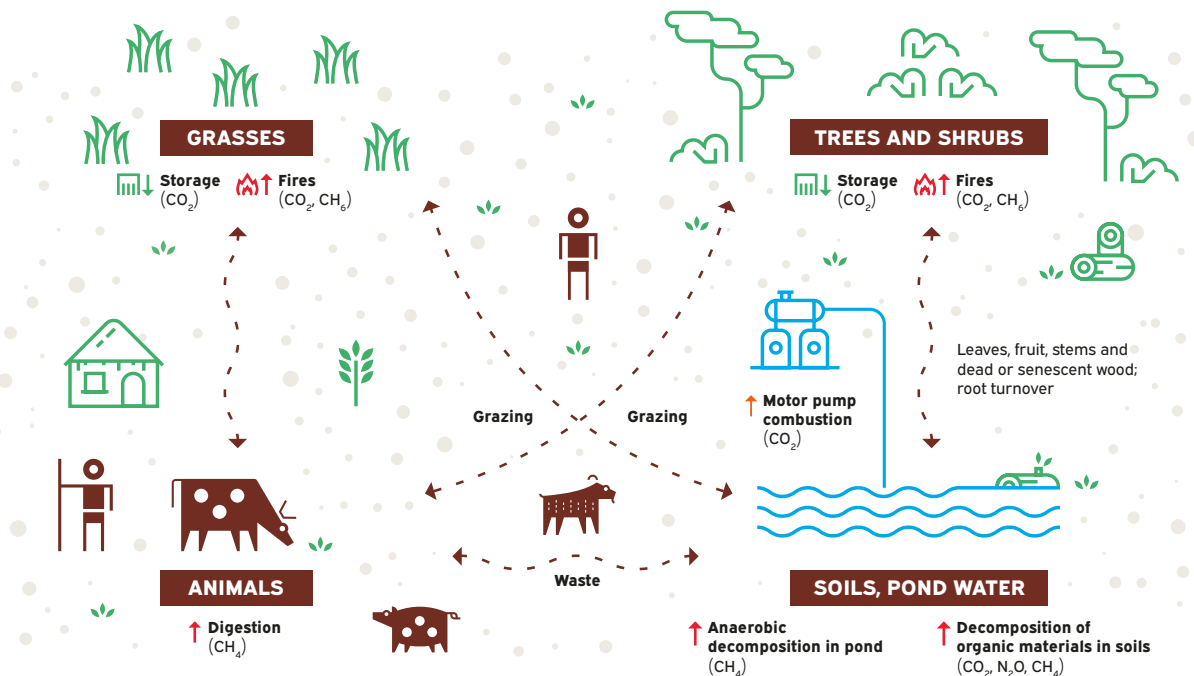 GRASSES
Storage
(CO₂)
Fires
(CO₂, CH₆)
TREES AND SHRUBS
Storage
(CO₂)
Fires
(CO₂, CH₆)
Leaves, fruit, stems and
dead or senescent wood;
root turnover
Motor pump
combustion
(CO₂)
Grazing
Grazing
Waste
ANIMALS
Digestion
(CH₄)
SOILS, POND WATER
Anaerobic
decomposition in pond
(CH₄)
Decomposition of
organic materials in soils
(CO₂, N₂O, CH₄)